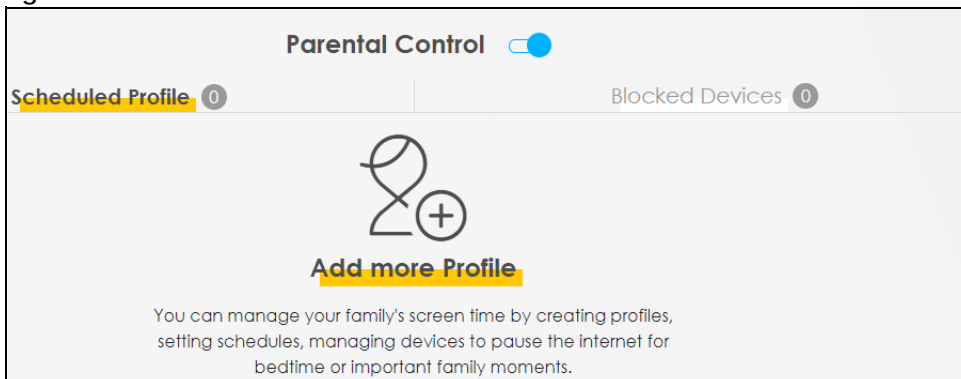 Parental Control
Scheduled Profile 0
Blocked Devices 0
Add more Profile
You can manage your family's screen time by creating profiles,
setting schedules, managing devices to pause the internet for
bedtime or important family moments.